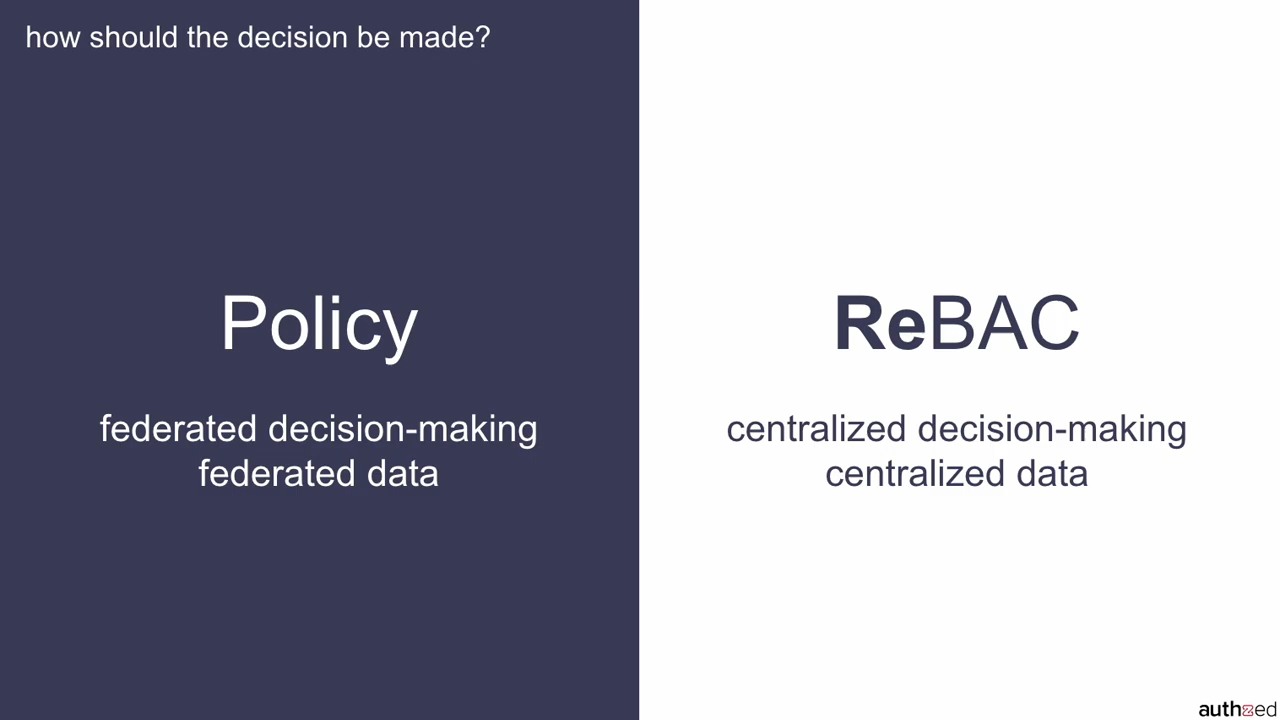 how should the decision be made?
Policy
federated decision-making
federated data
ReBAC
centralized decision-making
centralized data
authzed